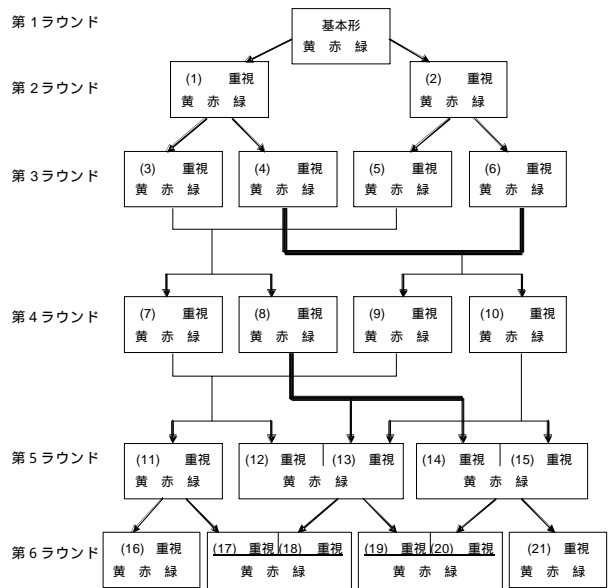 第1ラウンド
基本形
黄 赤 緑
第2ラウンド
(1) 重視
黄 赤 緑
(2) 重視
黄 赤 緑
第3ラウンド
(3) 重視
黄 赤 緑
(4) 重視
黄 赤 緑
(5) 重視
黄 赤 緑
(6) 重視
黄 赤 緑
第4ラウンド
(7) 重視
黄 赤 緑
(8) 重視
黄 赤 緑
(9) 重視
黄 赤 緑
(10) 重視
黄 赤 緑
第5ラウンド
(11) 重視
黄 赤 緑
(12) 重視 (13) 重視
黄 赤 緑
(14) 重視 (15) 重視
黄 赤 緑
第6ラウンド
(16) 重視
黄 赤 緑
(17) 重視 (18) 重視
黄 赤 緑
(19) 重視 (20) 重視
黄 赤 緑
(21) 重視
黄 赤 緑